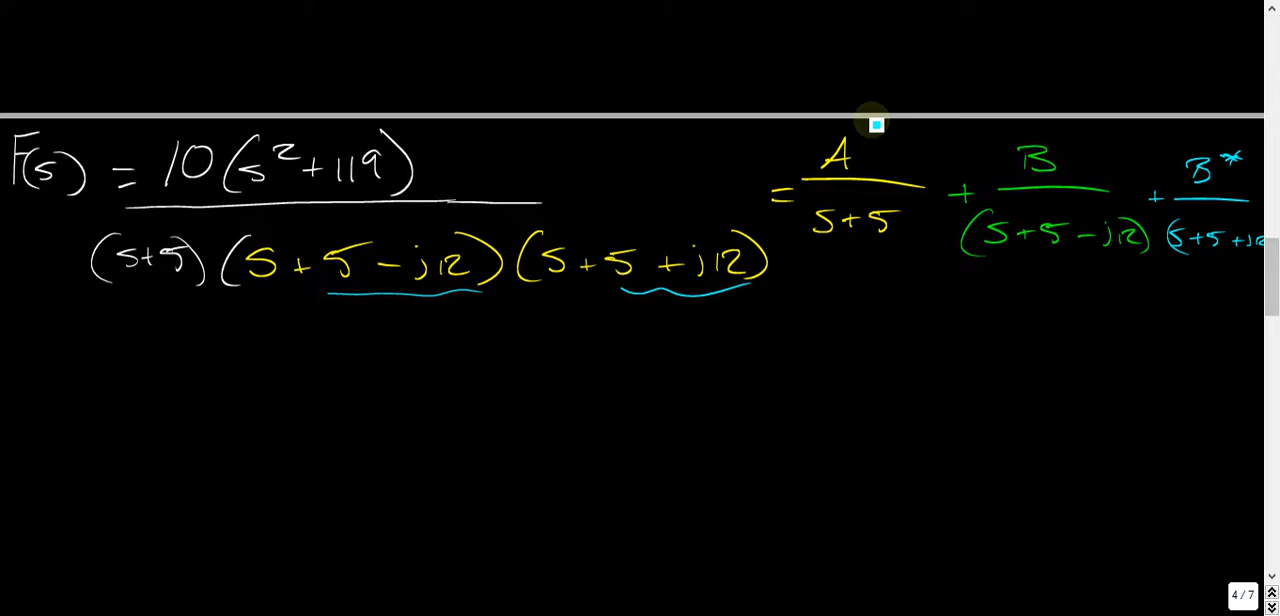 F(s) = 10(s²+119) / (s+5)(s+5-j12)(s+5+j12) = A / s+5 + B / (s+5-j12) + B* / (s+5+j12
4 / 7